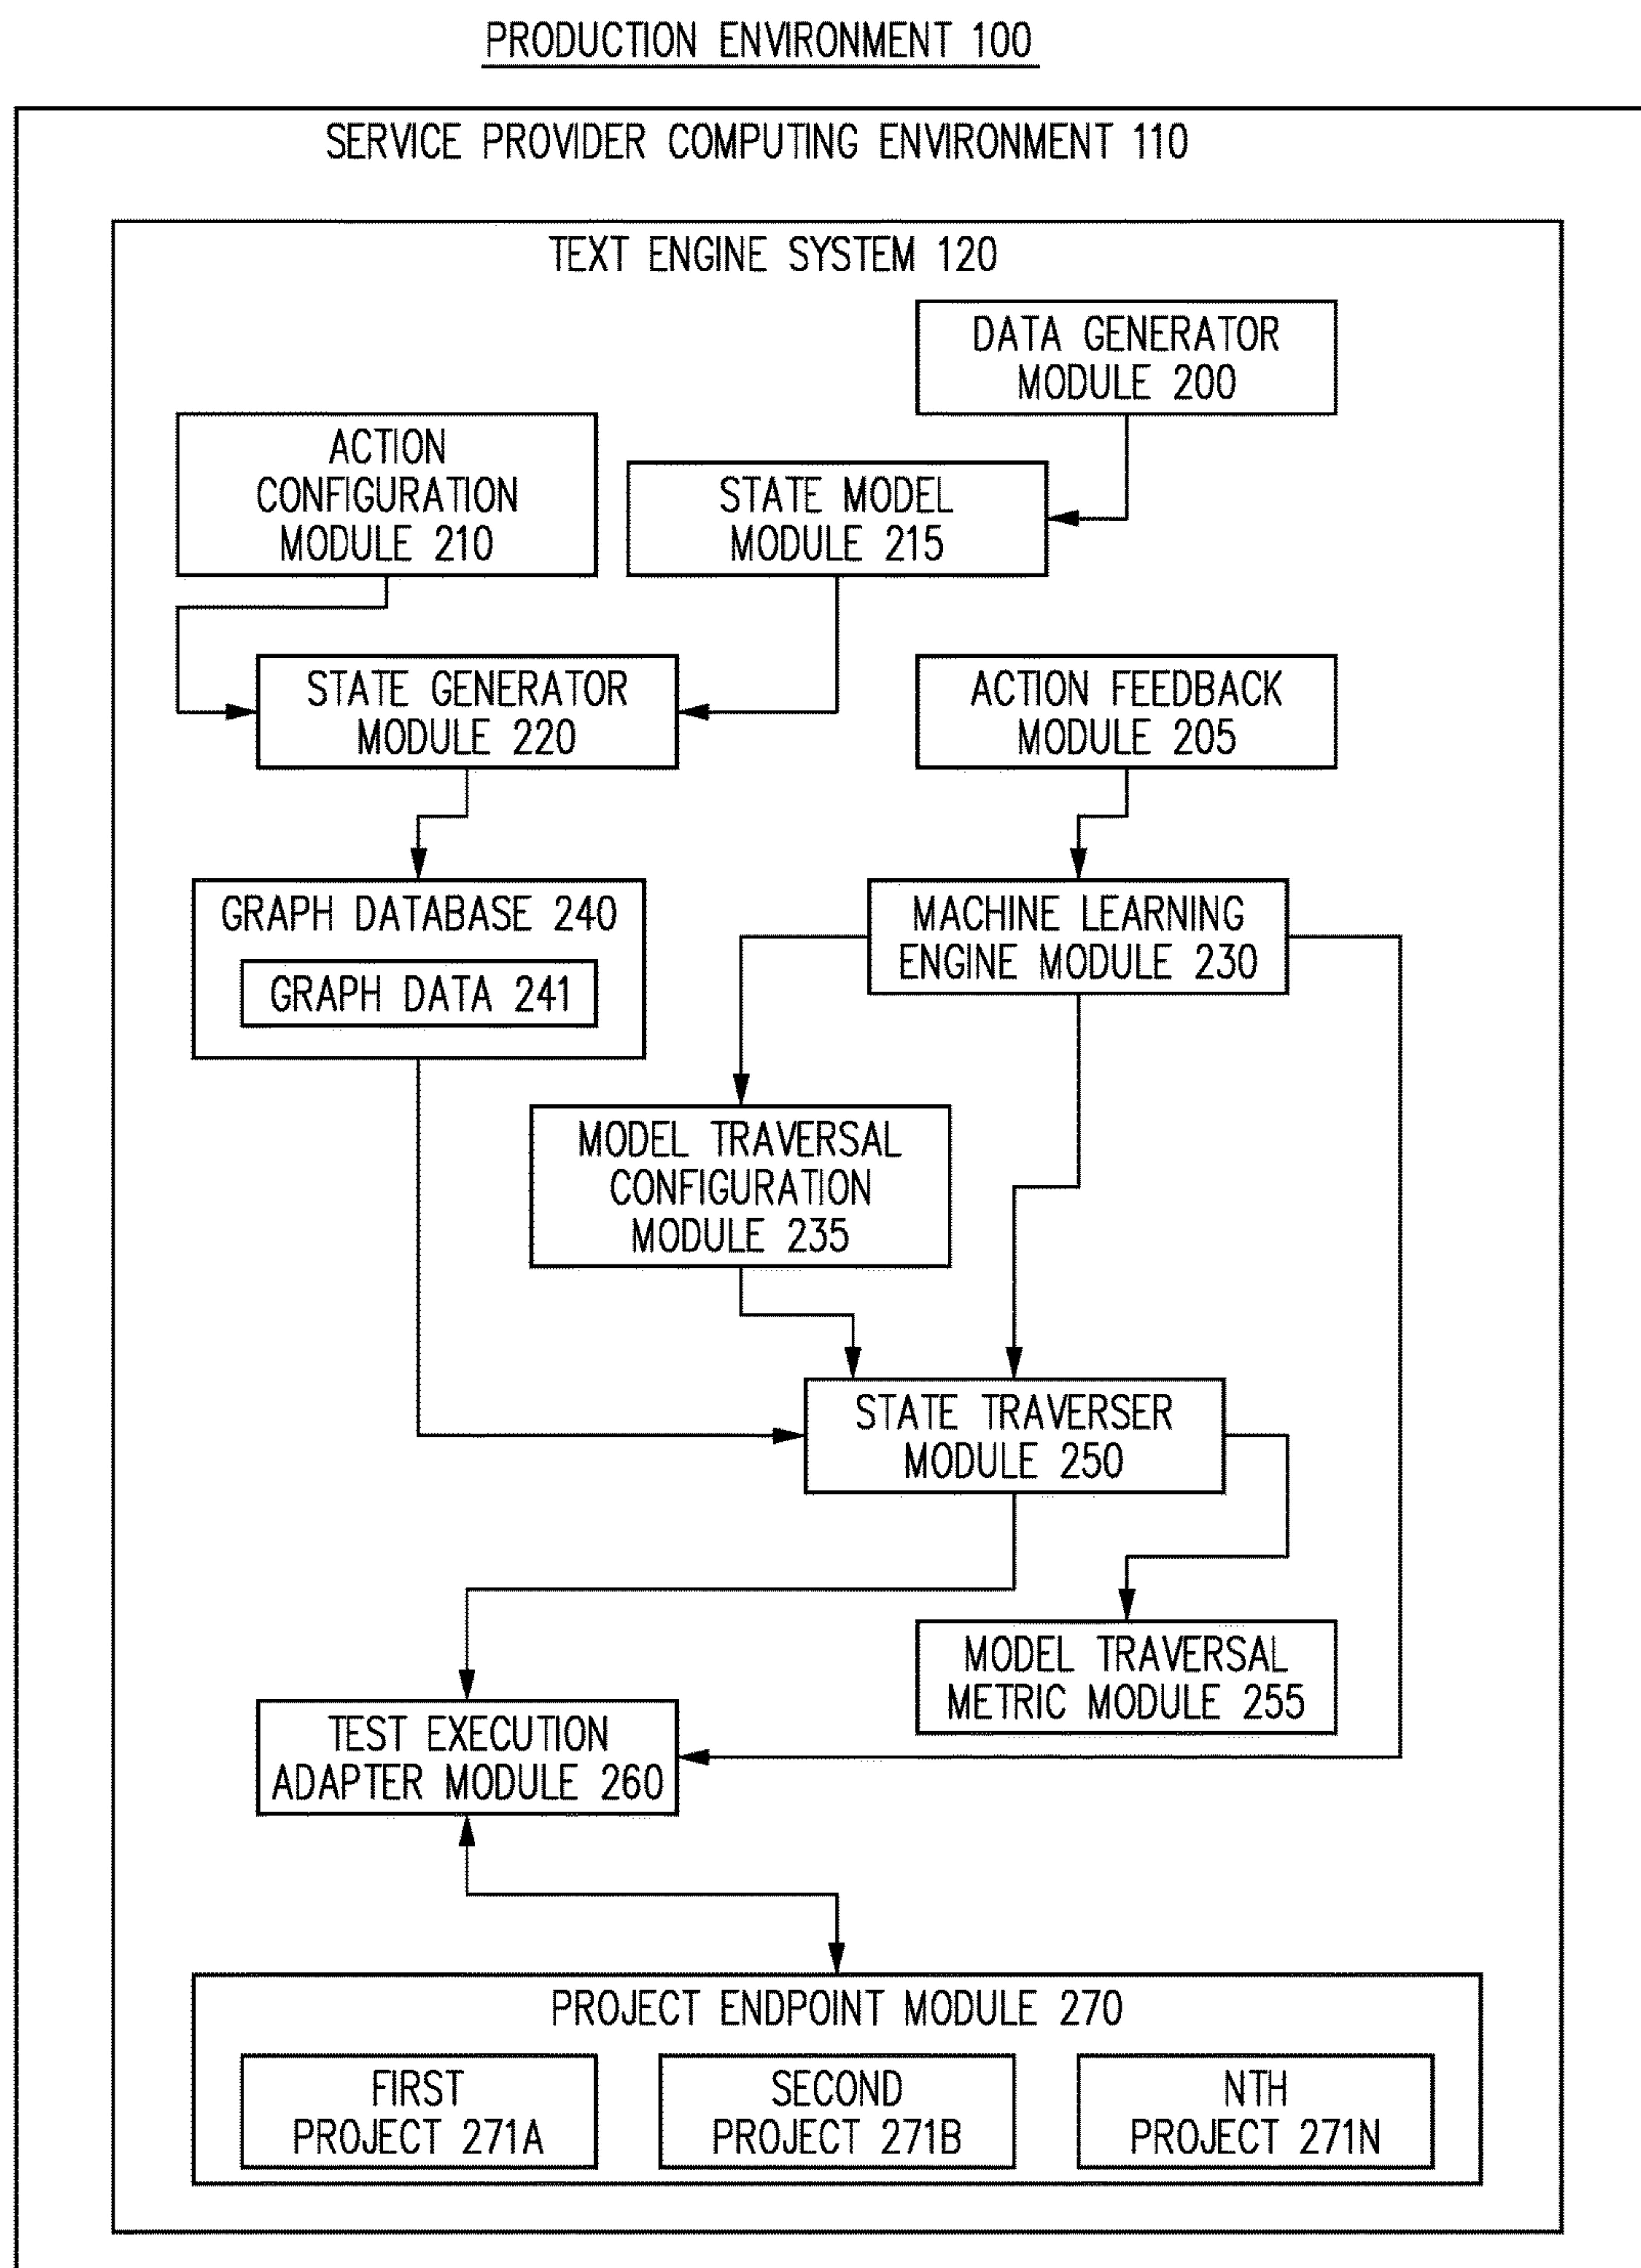 PRODUCTION ENVIRONMENT 100
SERVICE PROVIDER COMPUTING ENVIRONMENT 110
TEXT ENGINE SYSTEM 120
DATA GENERATOR
MODULE 200
ACTION
CONFIGURATION
MODULE 210
STATE MODEL
MODULE 215
STATE GENERATOR
MODULE 220
ACTION FEEDBACK
MODULE 205
GRAPH DATABASE 240
GRAPH DATA 241
MACHINE LEARNING
ENGINE MODULE 230
MODEL TRAVERSAL
CONFIGURATION
MODULE 235
STATE TRAVERSER
MODULE 250
MODEL TRAVERSAL
METRIC MODULE 255
TEST EXECUTION
ADAPTER MODULE 260
PROJECT ENDPOINT MODULE 270
FIRST
PROJECT 271A
SECOND
PROJECT 271B
NTH
PROJECT 271N